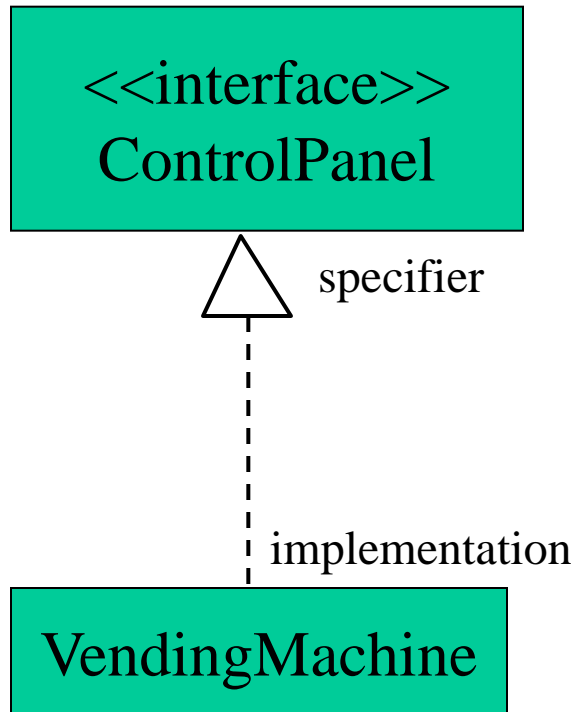 <<interface>>
ControlPanel
specifier
implementation
VendingMachine